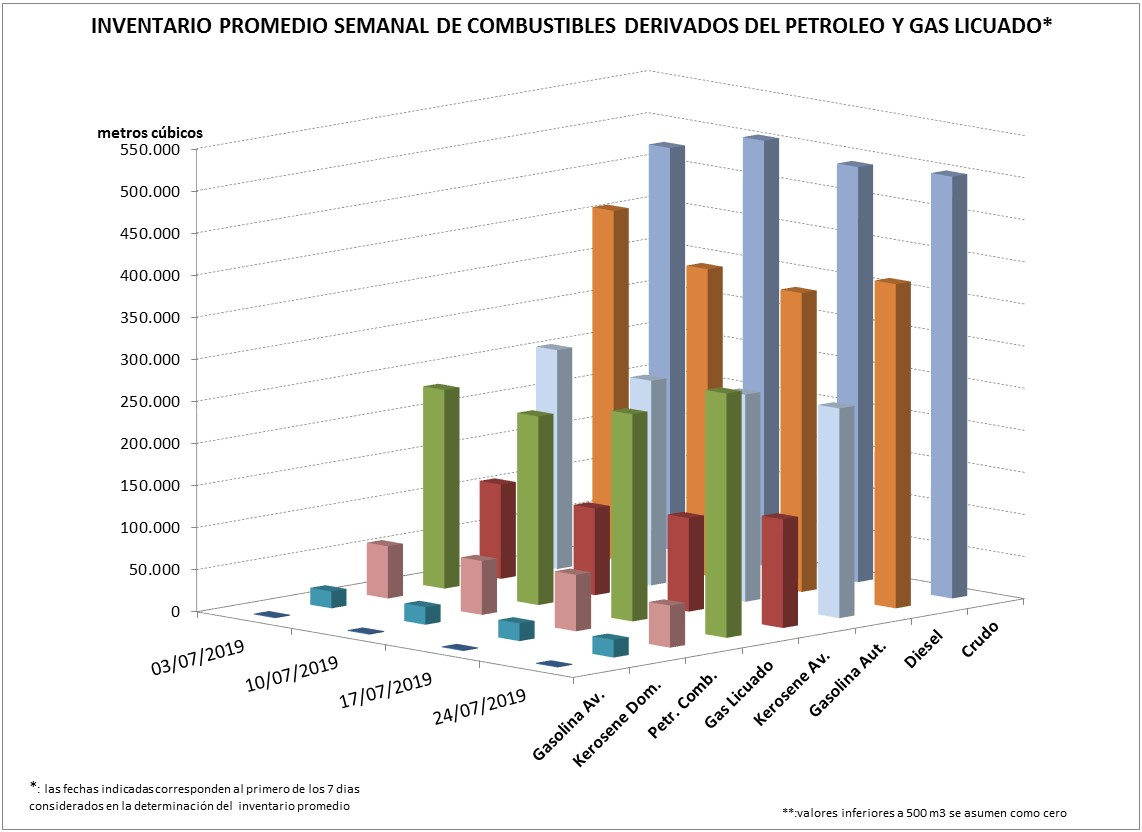 INVENTARIO PROMEDIO SEMANAL DE COMBUSTIBLES DERIVADOS DEL PETROLEO Y GAS LICUADO*
metros cúbicos
550.000
500.000
450.000
400.000
350.000
300.000
250.000
200.000
150.000
100.000
50.000
0
03/07/2019
10/07/2019
17/07/2019
24/07/2019
Gasolina Av.
Kerosene Dom.
Petr. Comb.
Gas Licuado
Kerosene Av.
Gasolina Aut.
Diesel
Crudo
*: las fechas indicadas corresponden al primero de los 7 dias
considerados en la determinación del inventario promedio
**:valores inferiores a 500 m3 se asumen como cero